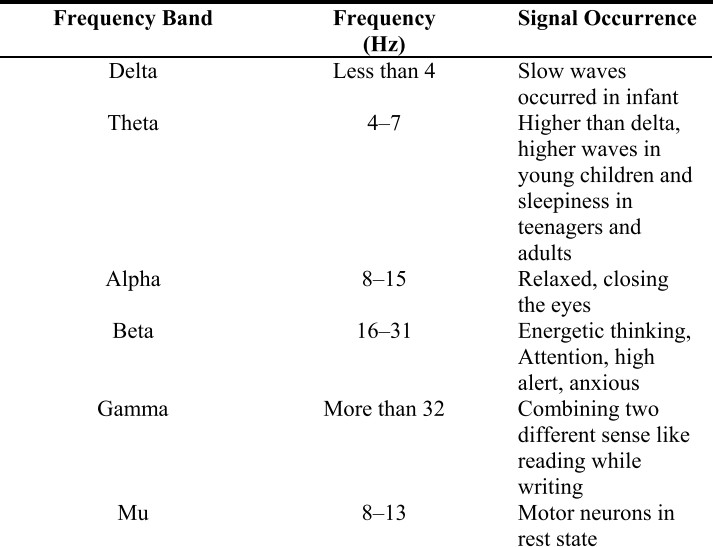 Frequency Band Frequency (Hz) Signal Occurrence
Delta Less than 4 Slow waves
occurred in infant
Theta 4–7 Higher than delta,
higher waves in
young children and
sleepiness in
teenagers and
adults
Alpha 8–15 Relaxed, closing
the eyes
Beta 16–31 Energetic thinking,
Attention, high
alert, anxious
Gamma More than 32 Combining two
different sense like
reading while
writing
Mu 8–13 Motor neurons in
rest state